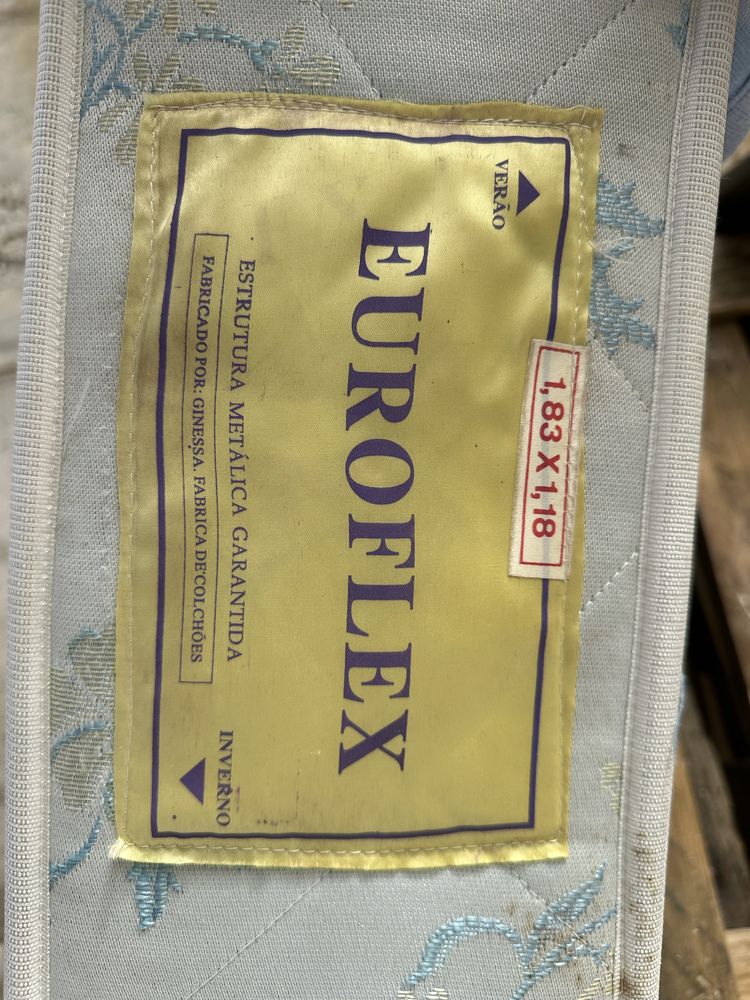 1,83 X 1,18
VERÃO
EUROFLEX
ESTRUTURA METÁLICA GARANTIDA
FABRICADO POR: GINESSA. FABRICA DE COLCHÕES
INVERNO